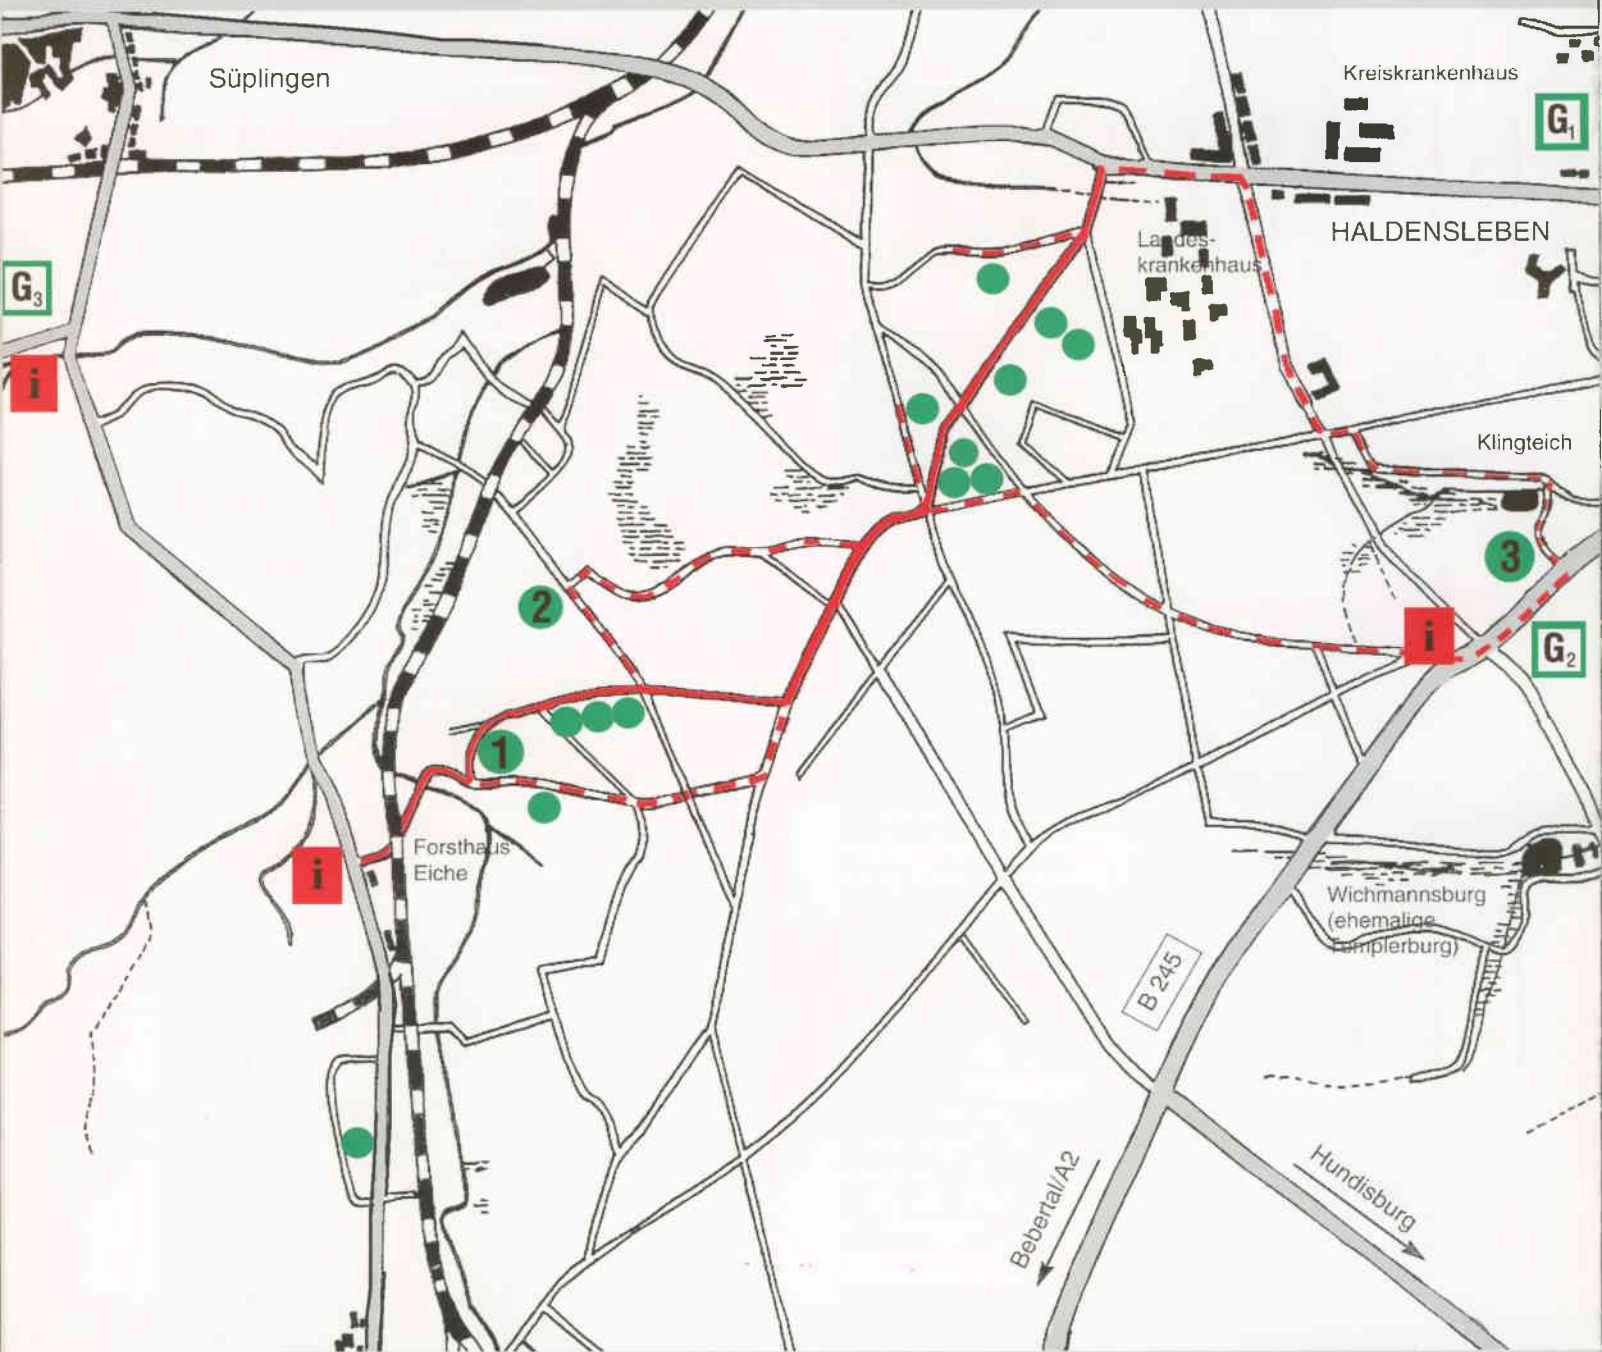 Süplingen
Kreiskrankenhaus
G1
HALDENSLEBEN
Landes-
krankenhaus
G3
i
Klingteich
3
2
i
G2
1
Forsthaus
Eiche
i
Wichmannsburg
(ehemalige
Templerburg)
B 245
Bebertal/A2
Hundisburg